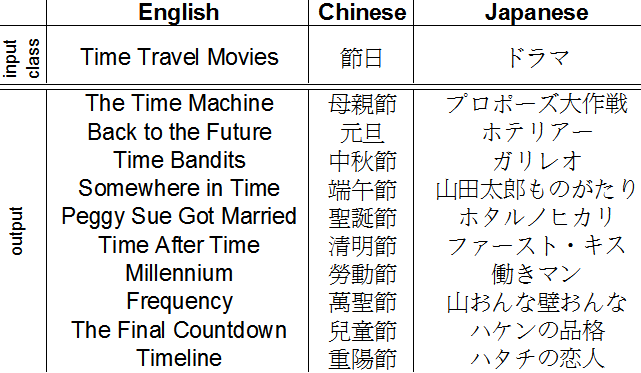 English Chinese Japanese
input class Time Travel Movies 節日 ドラマ
output
The Time Machine 母親節 プロポーズ大作戦
Back to the Future 元旦 ホテリアー
Time Bandits 中秋節 ガリレオ
Somewhere in Time 端午節 山田太郎ものがたり
Peggy Sue Got Married 聖誕節 ホタルノヒカリ
Time After Time 清明節 ファースト・キス
Millennium 勞動節 働きマン
Frequency 萬聖節 山おんな壁おんな
The Final Countdown 兒童節 ハケンの品格
Timeline 重陽節 ハタチの恋人